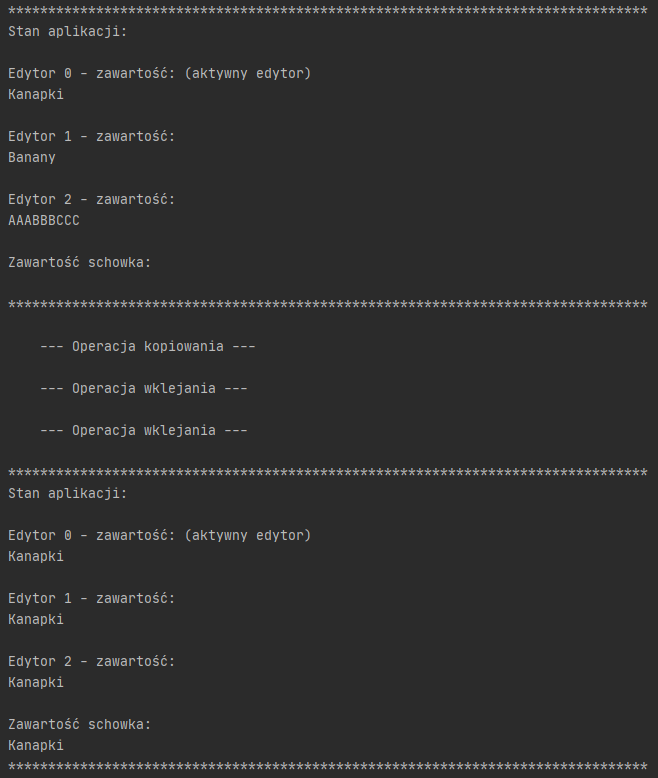 ********************************************************************************
Stan aplikacji:
Edytor 0 - zawartość: (aktywny edytor)
Kanapki
Edytor 1 - zawartość:
Banany
Edytor 2 - zawartość:
AAABBBCCC
Zawartość schowka:
********************************************************************************
--- Operacja kopiowania ---
--- Operacja wklejania ---
--- Operacja wklejania ---
********************************************************************************
Stan aplikacji:
Edytor 0 - zawartość: (aktywny edytor)
Kanapki
Edytor 1 - zawartość:
Kanapki
Edytor 2 - zawartość:
Kanapki
Zawartość schowka:
Kanapki
********************************************************************************